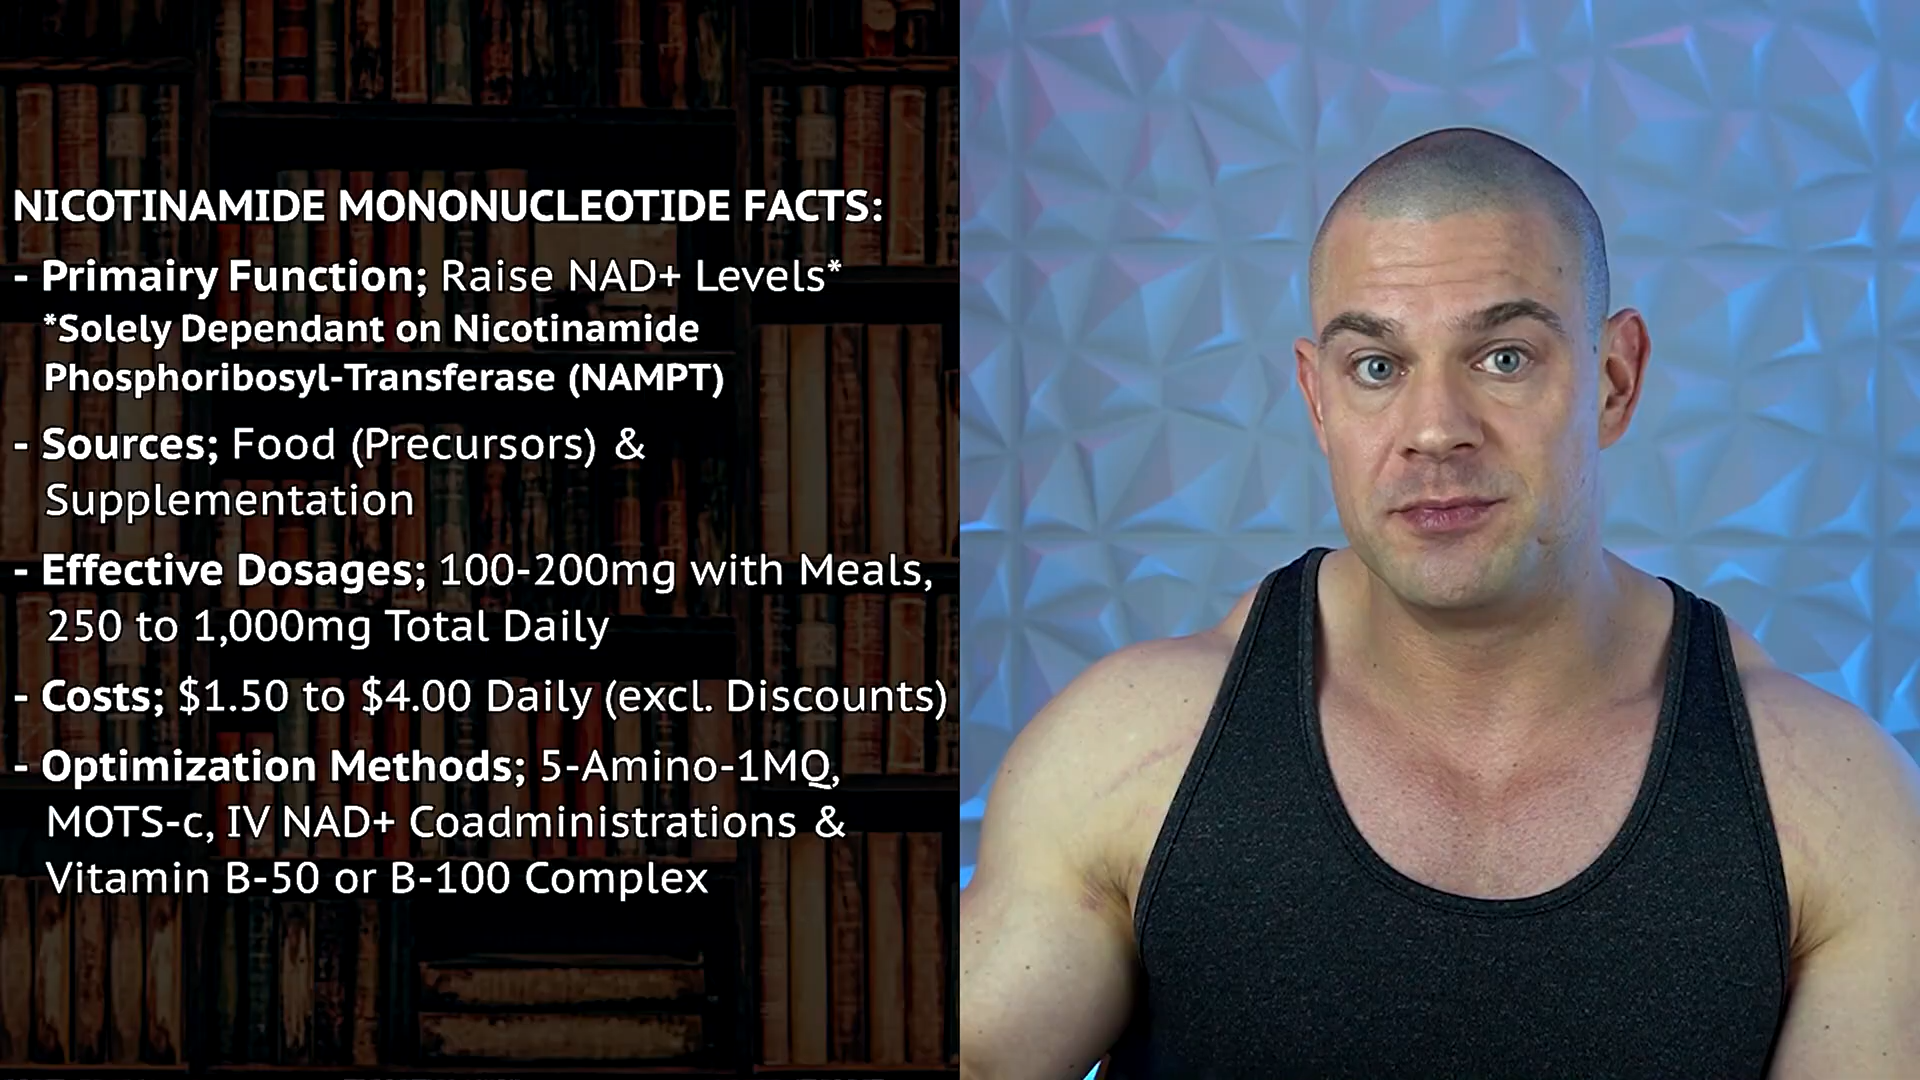 NICOTINAMIDE MONONUCLEOTIDE FACTS:
- Primairy Function; Raise NAD+ Levels*
*Solely Dependant on Nicotinamide
Phosphoribosyl-Transferase (NAMPT)
- Sources; Food (Precursors) &
Supplementation
- Effective Dosages; 100-200mg with Meals,
250 to 1,000mg Total Daily
- Costs; $1.50 to $4.00 Daily (excl. Discounts)
- Optimization Methods; 5-Amino-1MQ,
MOTS-c, IV NAD+ Coadministrations &
Vitamin B-50 or B-100 Complex